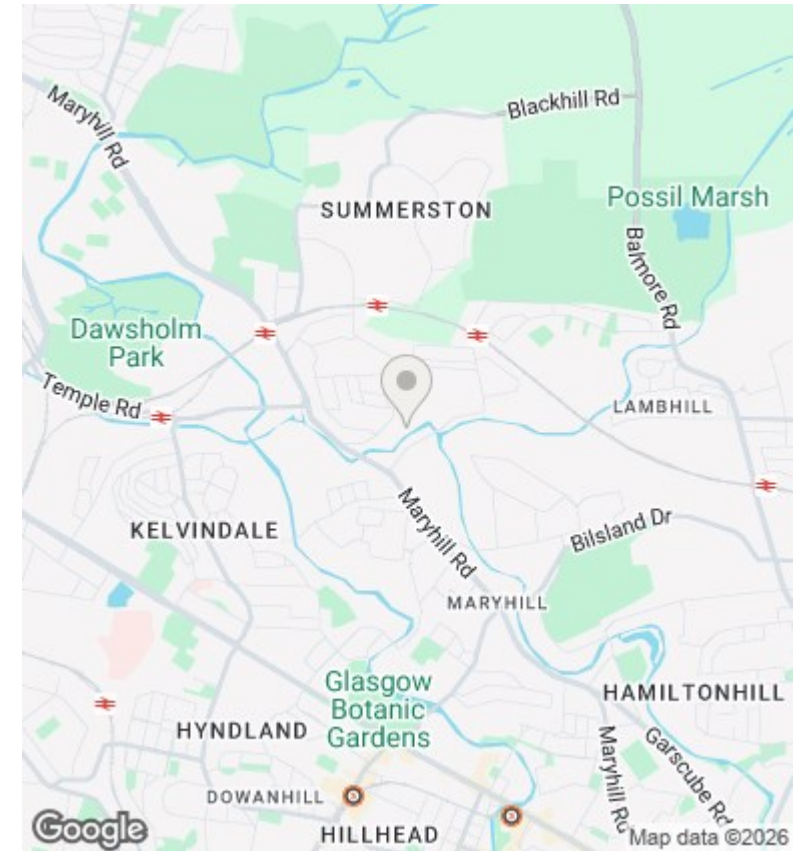 Maryhill Rd
Blackhill Rd
SUMMERSTON
Possil Marsh
Balmore Rd
Dawsholm
Park
Temple Rd
LAMBHILL
KELVINDALE
Maryhill Rd
Bilsland Dr
MARYHILL
Glasgow
Botanic
Gardens
HAMILTONHILL
HYNDLAND
Maryhill Rd
Garscube Rd
DOWANHILL
HILLHEAD
Google
Map data ©2026